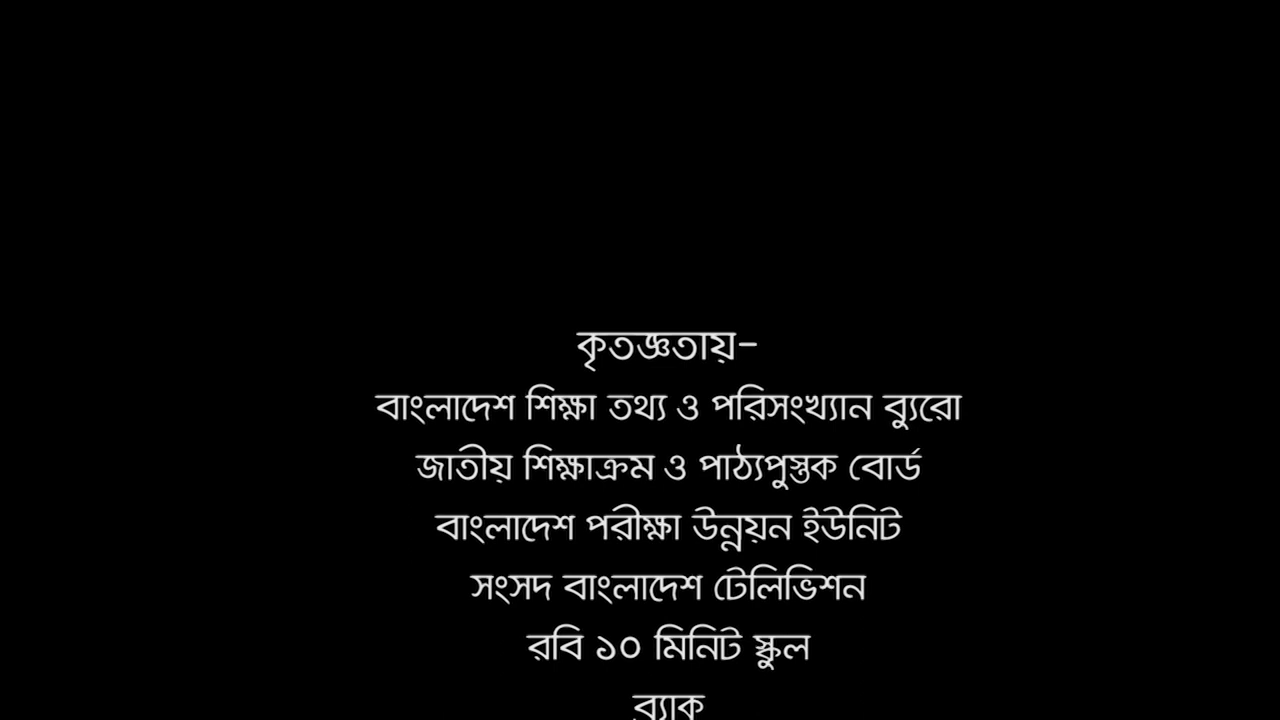 কৃতজ্ঞতায়-
বাংলাদেশ শিক্ষা তথ্য ও পরিসংখ্যান ব্যুরো
জাতীয় শিক্ষাক্রম ও পাঠ্যপুস্তক বোর্ড
বাংলাদেশ পরীক্ষা উন্নয়ন ইউনিট
সংসদ বাংলাদেশ টেলিভিশন
রবি ১০ মিনিট স্কুল
ব্র্যাক